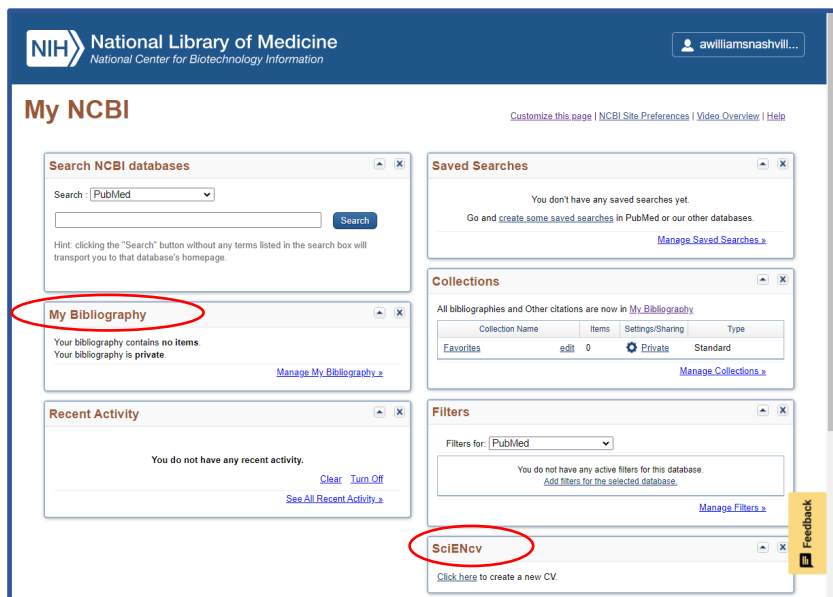 NIH
National Library of Medicine
National Center for Biotechnology Information
awilliamsnashvill...
My NCBI
Customize this page | NCBI Site Preferences | Video Overview | Help
Search NCBI databases
Search : PubMed
Search
Hint: clicking the "Search" button without any terms listed in the search box will
transport you to that database's homepage.
My Bibliography
Your bibliography contains no items.
Your bibliography is private.
Manage My Bibliography »
Recent Activity
You do not have any recent activity.
Clear Turn Off
See All Recent Activity »
Saved Searches
You don't have any saved searches yet.
Go and create some saved searches in PubMed or our other databases.
Manage Saved Searches »
Collections
All bibliographies and Other citations are now in My Bibliography
Collection Name Items Settings/Sharing Type
Favorites edit 0 Private Standard
Manage Collections »
Filters
Filters for: PubMed
You do not have any active filters for this database.
Add filters for the selected database.
Manage Filters »
SciENcv
Click here to create a new CV.
Feedback